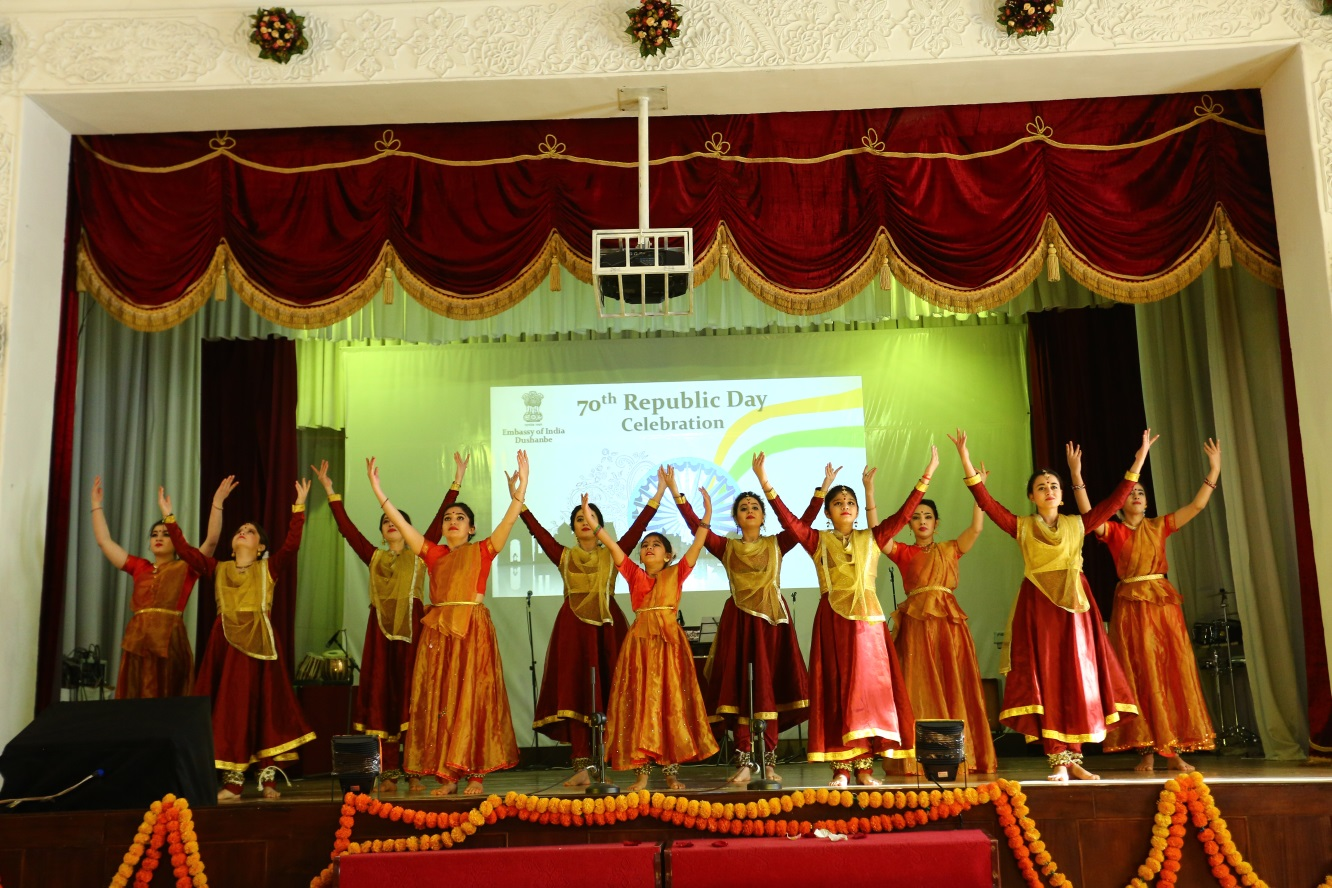 70th Republic Day
Celebration
Embassy of India
Dushanbe